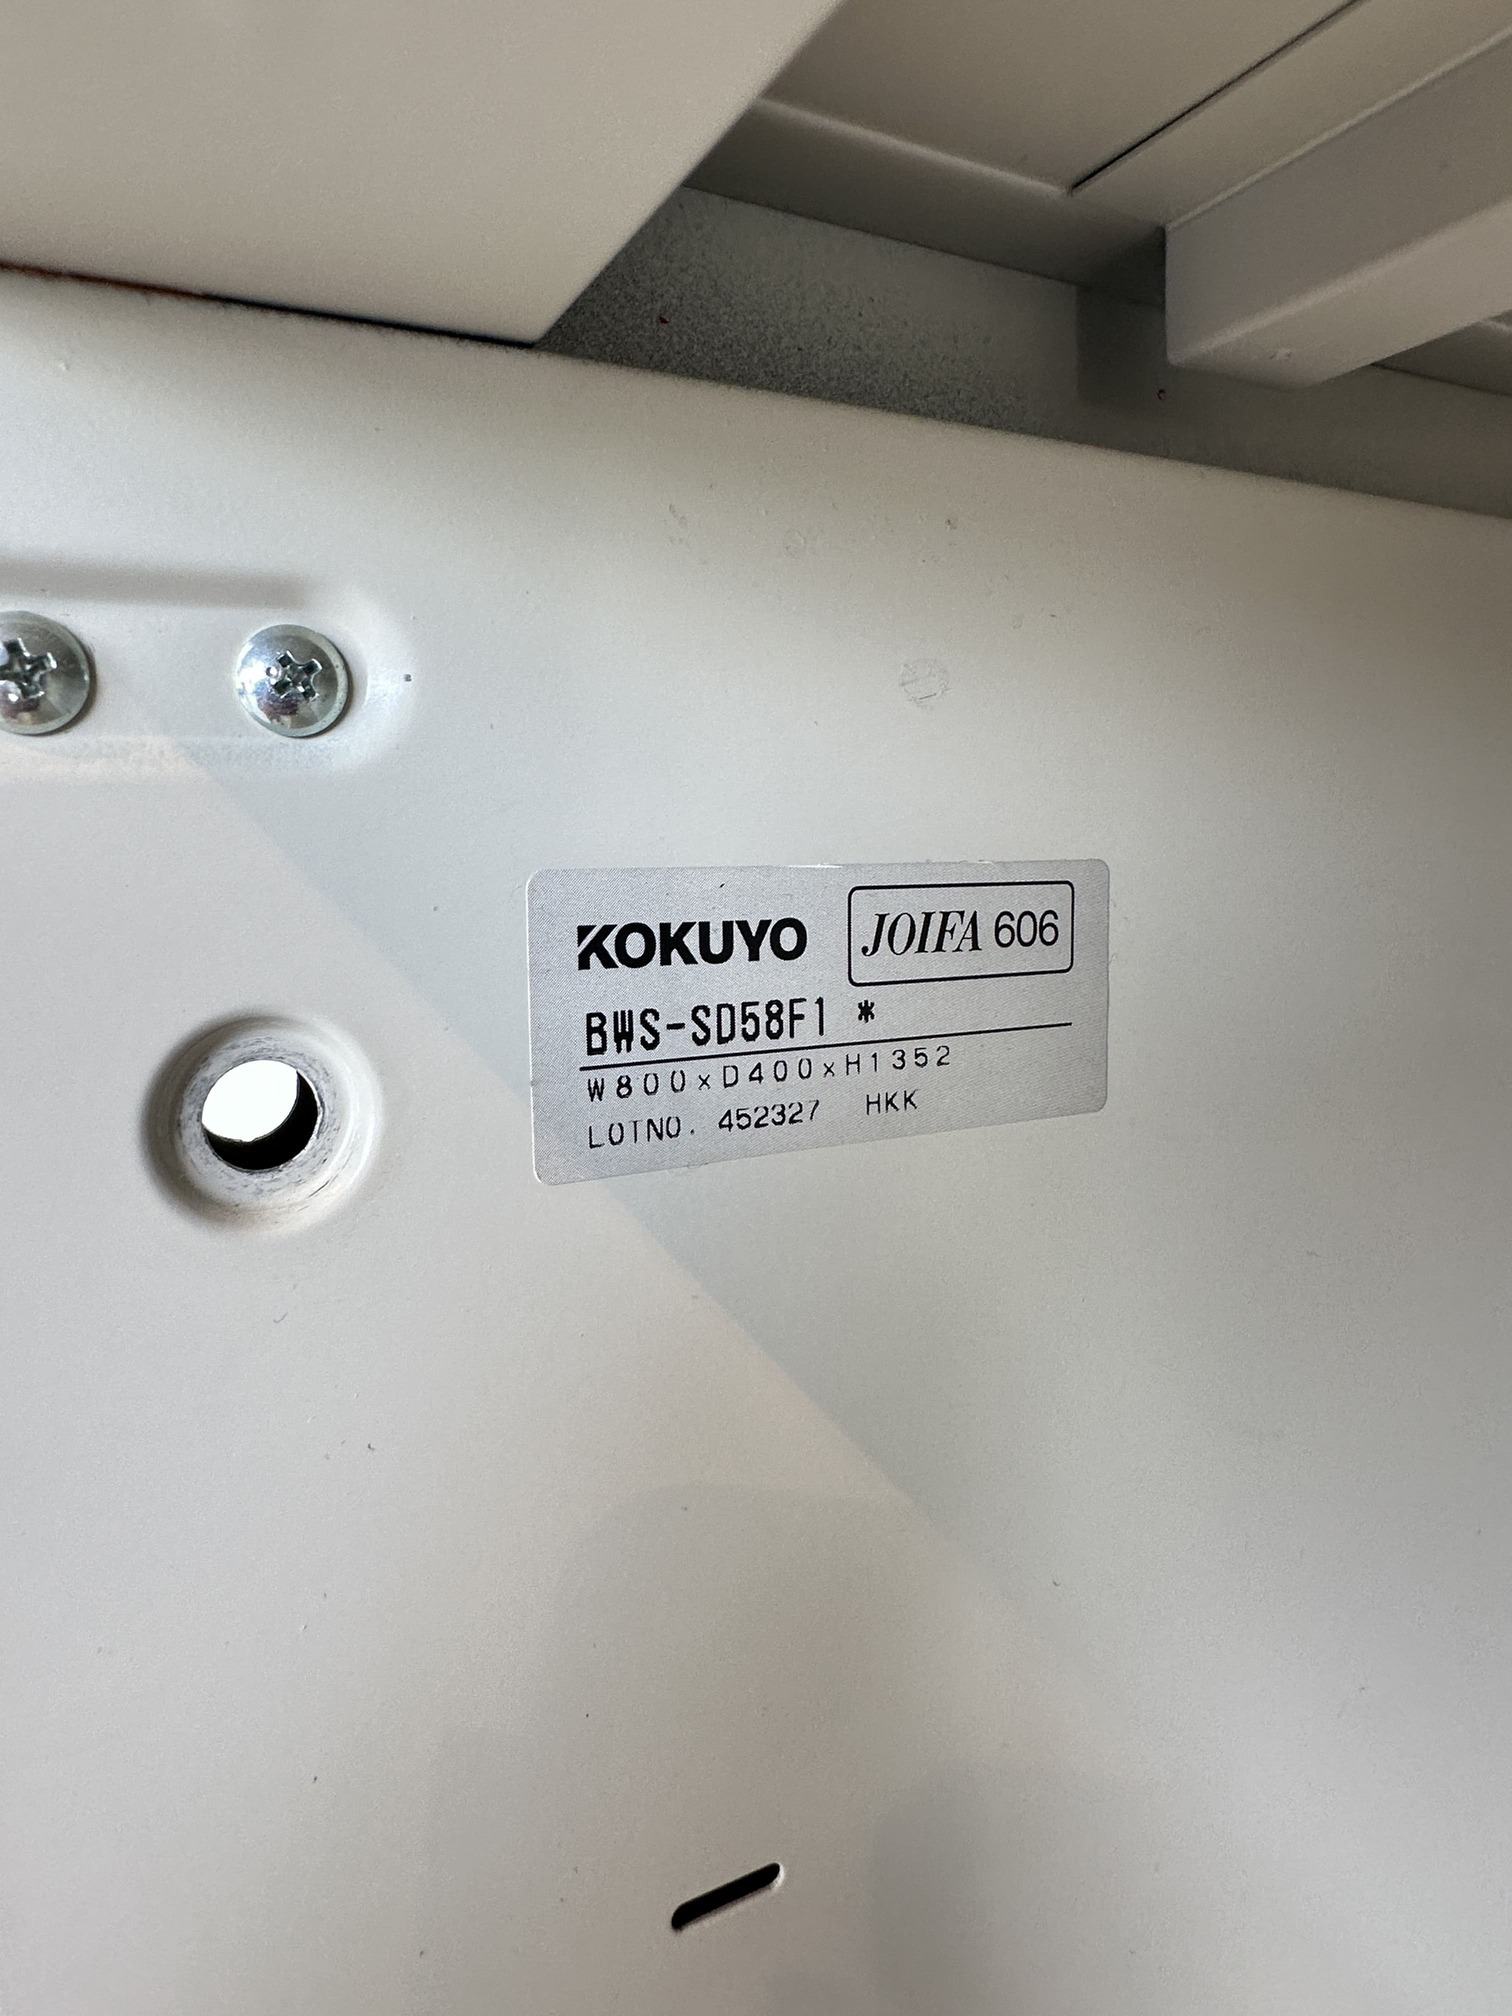 KOKUYO JOIFA 606
BWS-SD58F1 *
W800×D400×H1352
LOTNO. 452327 HKK